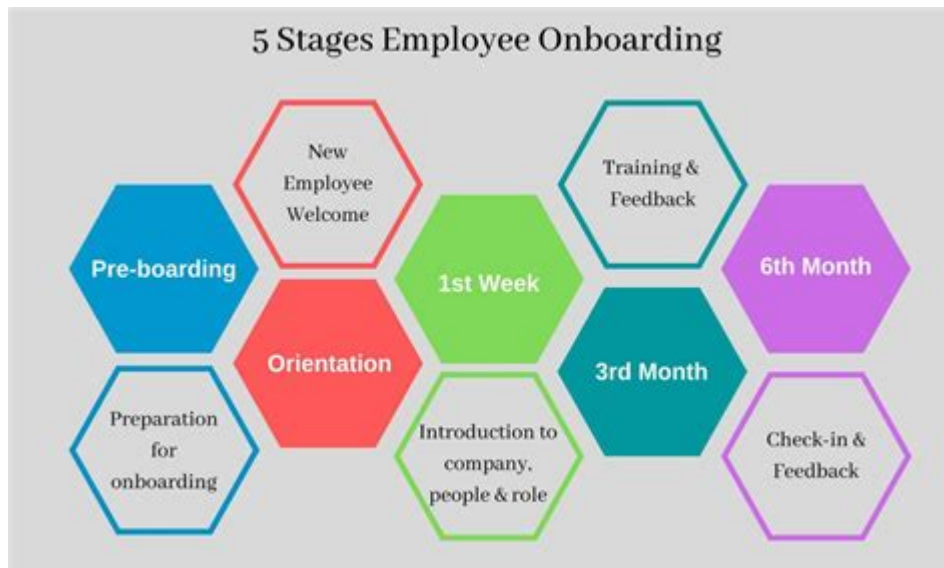 5 Stages Employee Onboarding
Pre-boarding
Preparation
for
onboarding
New
Employee
Welcome
Orientation
1st Week
Introduction to
company,
people & role
Training &
Feedback
3rd Month
6th Month
Check-in &
Feedback